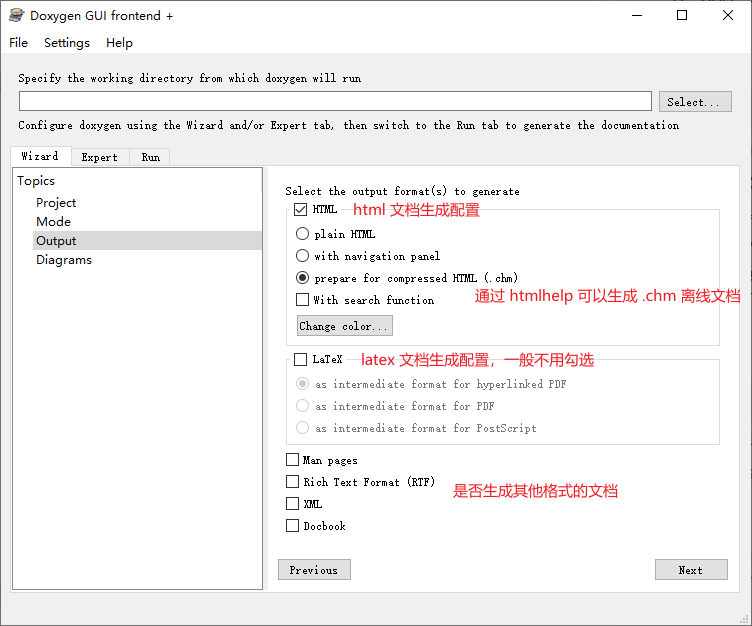 Doxygen GUI frontend +
File Settings Help
Specify the working directory from which doxygen will run
Select...
Configure doxygen using the Wizard and/or Expert tab, then switch to the Run tab to generate the documentation
Wizard Expert Run
Topics
Project
Mode
Output
Diagrams
Select the output format(s) to generate
HTML html 文档生成配置
plain HTML
with navigation panel
prepare for compressed HTML (.chm)
With search function 通过 htmlhelp 可以生成 .chm 离线文档
Change color...
LaTeX latex 文档生成配置，一般不用勾选
as intermediate format for hyperlinked PDF
as intermediate format for PDF
as intermediate format for PostScript
Man pages
Rich Text Format (RTF) 是否生成其他格式的文档
XML
Docbook
Previous Next